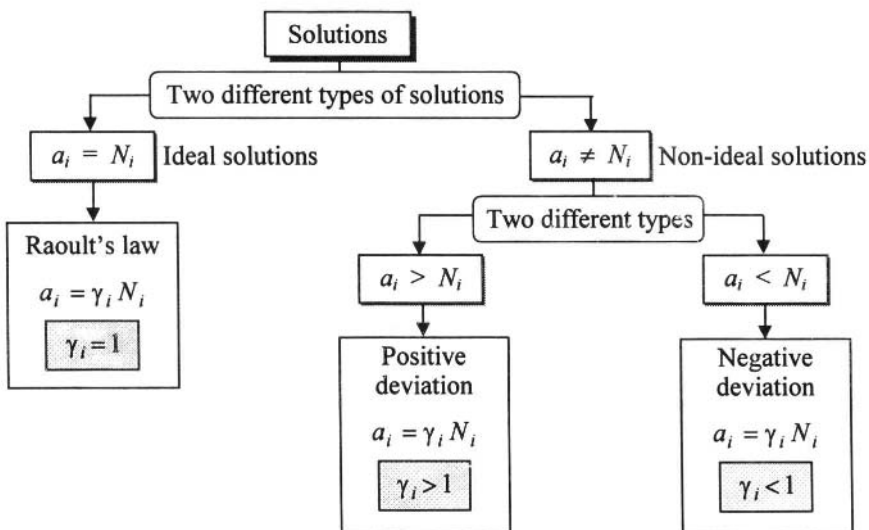 Solutions
Two different types of solutions
a_i = N_i
Ideal solutions
a_i ≠ N_i
Non-ideal solutions
Raoult's law
a_i = γ_i N_i
γ_i = 1
Two different types
a_i > N_i
a_i < N_i
Positive
deviation
a_i = γ_i N_i
γ_i > 1
Negative
deviation
a_i = γ_i N_i
γ_i < 1